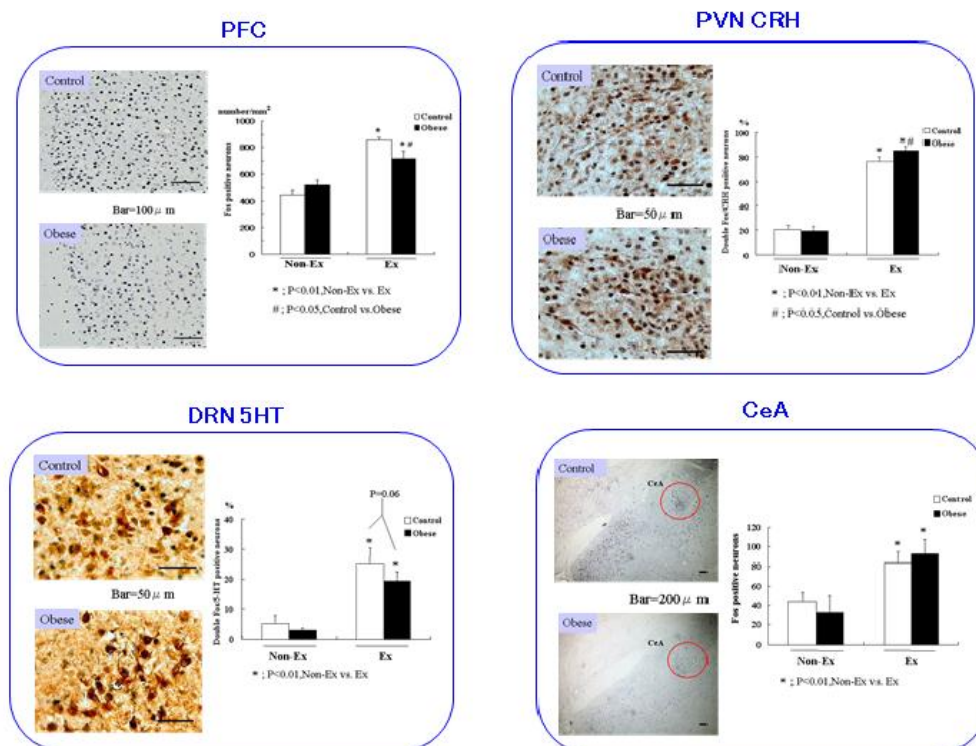 PFC
Control
Bar=100μm
Obese
number/mm²
Fos positive neurons
1000
800
600
400
200
0
Control
Obese
*
*#
Non-Ex
Ex
* ; P<0.01,Non-Ex vs. Ex
# ; P<0.05,Control vs.Obese
PVN CRH
Control
Bar=50μm
Obese
%
Double Fos/CRH positive neurons
100
80
60
40
20
0
Control
Obese
*
*#
Non-Ex
Ex
* ; P<0.01,Non-Ex vs. Ex
# ; P<0.05,Control vs.Obese
DRN 5HT
Control
Bar=50μm
Obese
%
Double Fos/5-HT positive neurons
40
30
20
10
0
P=0.06
Control
Obese
*
*
Non-Ex
Ex
* ; P<0.01,Non-Ex vs. Ex
CeA
Control
CeA
Bar=200μm
Obese
CeA
Fos positive neurons
120
100
80
60
40
20
0
Control
Obese
*
*
Non-Ex
Ex
* ; P<0.01,Non-Ex vs. Ex